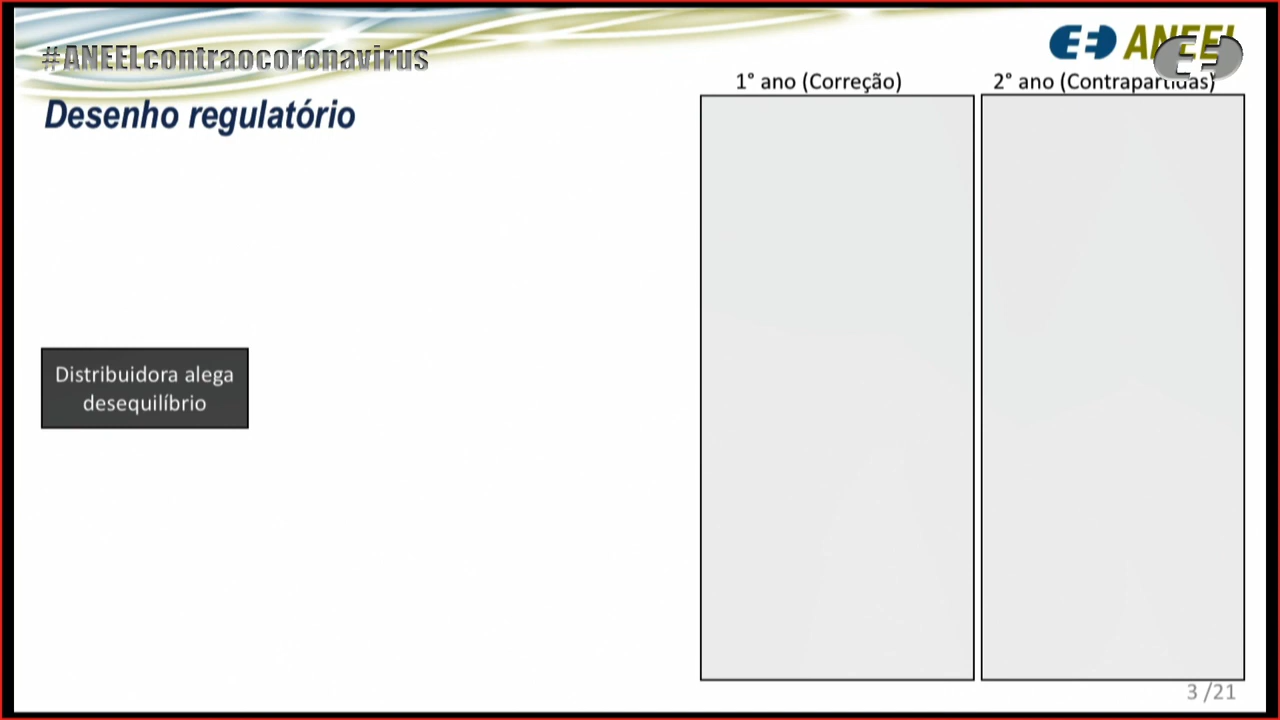 #ANEELcontraocoronavirus
ANEEL
1° ano (Correção)
2° ano (Contrapartidas)
Desenho regulatório
Distribuidora alega
desequilíbrio
3 /21